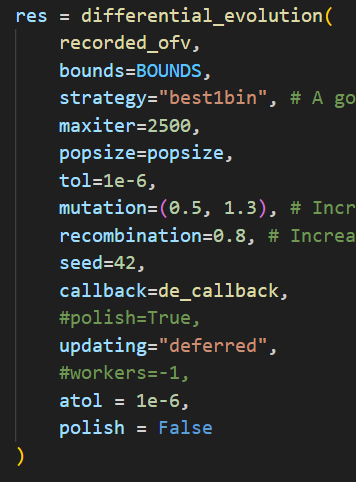 res = differential_evolution(
    recorded_ofv,
    bounds=BOUNDS,
    strategy="best1bin", # A go
    maxiter=2500,
    popsize=popsize,
    tol=1e-6,
    mutation=(0.5, 1.3), # Incr
    recombination=0.8, # Increa
    seed=42,
    callback=de_callback,
    #polish=True,
    updating="deferred",
    #workers=-1,
    atol = 1e-6,
    polish = False
)